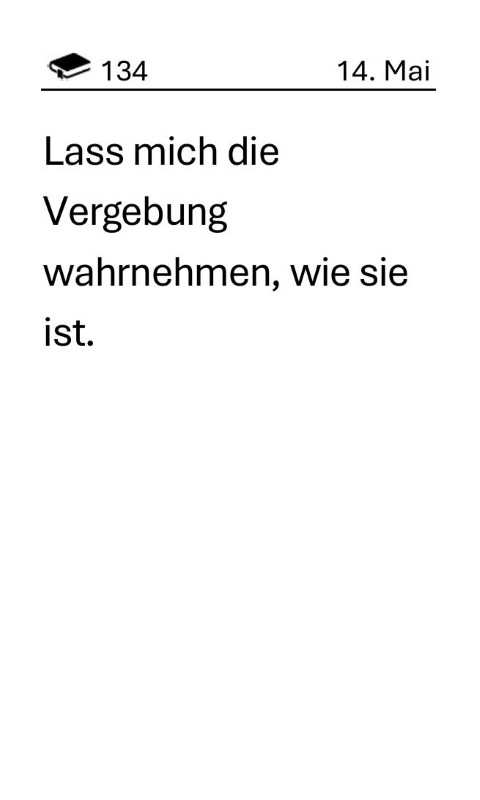 134 14. Mai
Lass mich die
Vergebung
wahrnehmen, wie sie
ist.